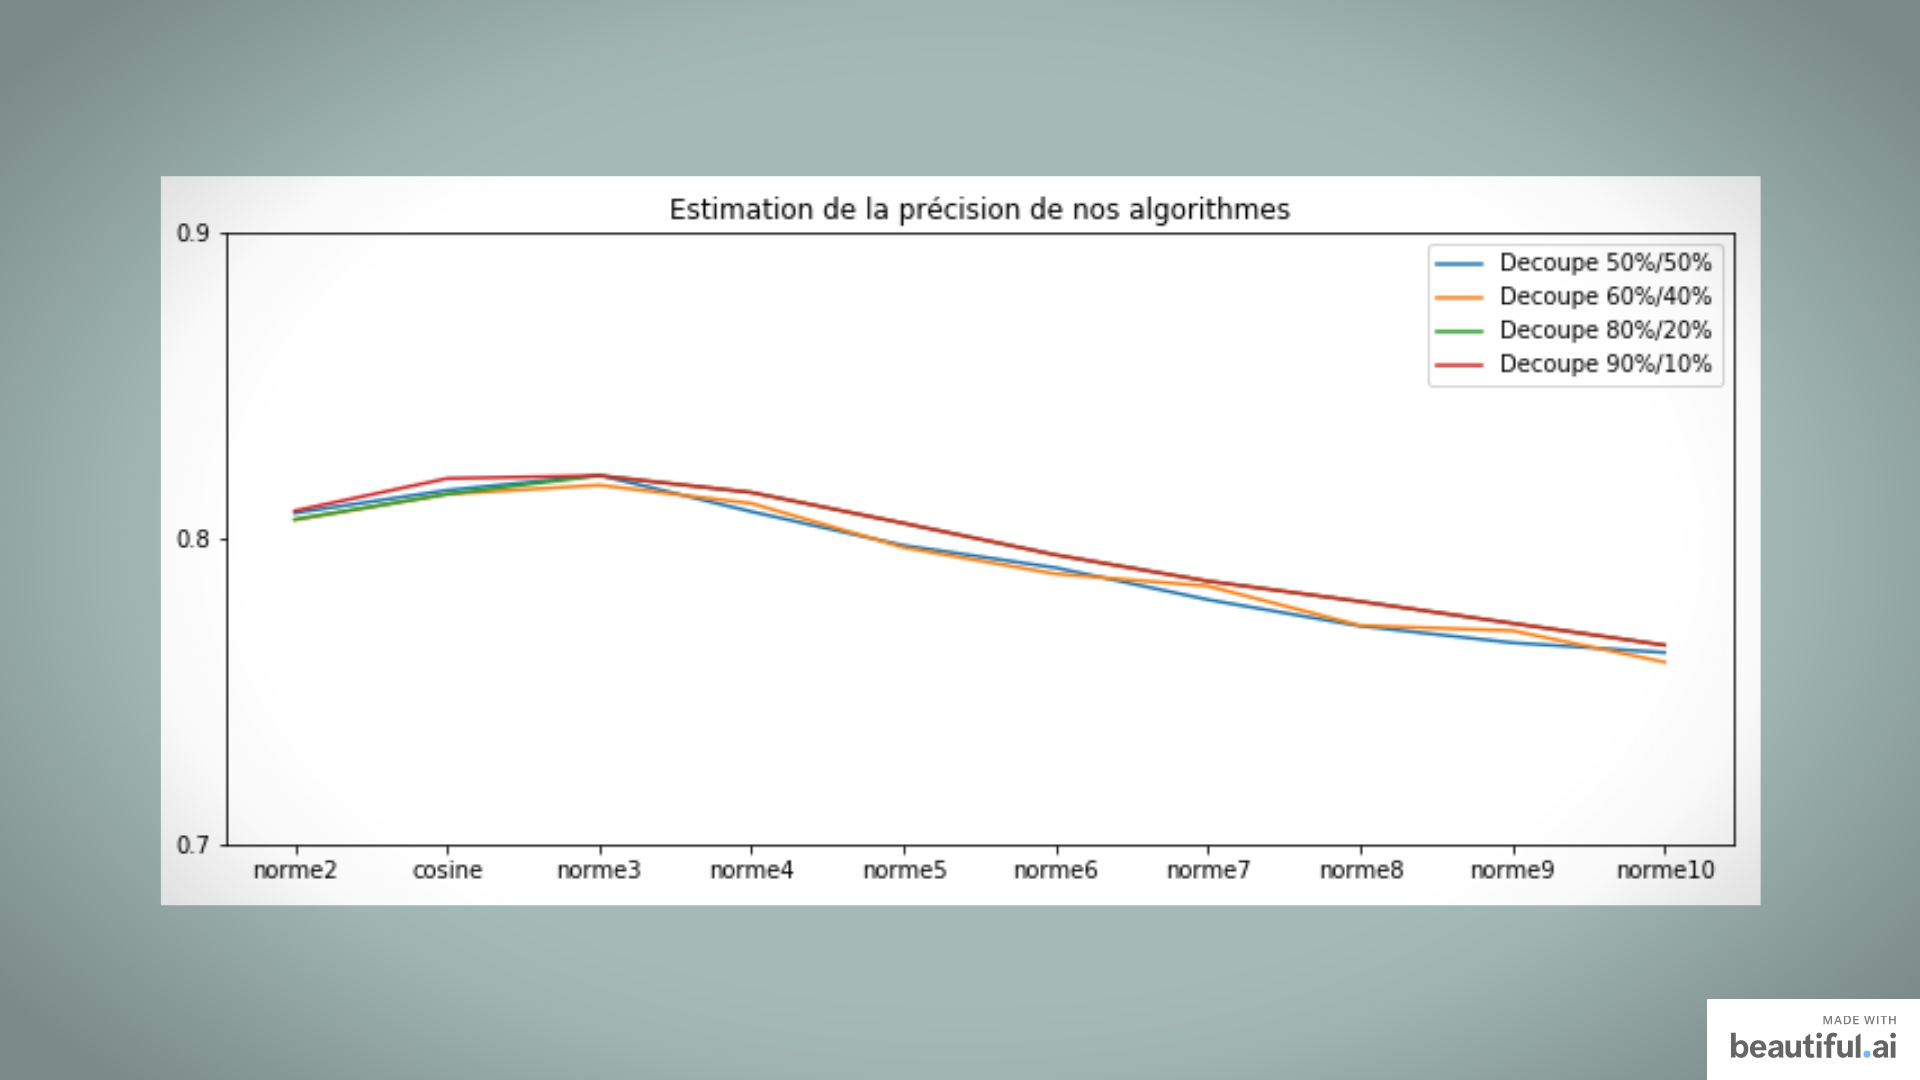 Estimation de la précision de nos algorithmes
0.9
Decoupe 50%/50%
Decoupe 60%/40%
Decoupe 80%/20%
Decoupe 90%/10%
0.8
0.7
norme2 cosine norme3 norme4 norme5 norme6 norme7 norme8 norme9 norme10
MADE WITH
beautiful.ai